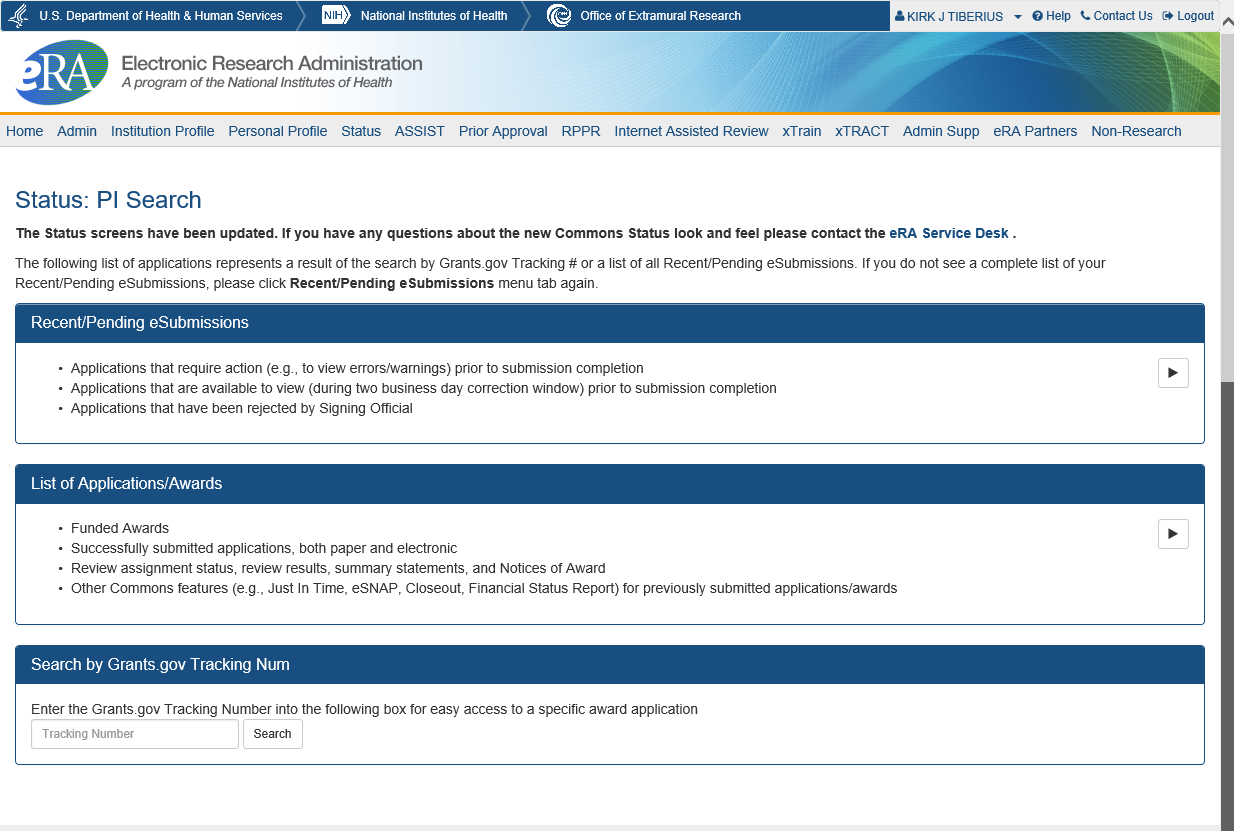 U.S. Department of Health & Human Services
NIH National Institutes of Health
Office of Extramural Research
KIRK J TIBERIUS Help Contact Us Logout
eRA
Electronic Research Administration
A program of the National Institutes of Health
Home Admin Institution Profile Personal Profile Status ASSIST Prior Approval RPPR Internet Assisted Review xTrain xTRACT Admin Supp eRA Partners Non-Research
Status: PI Search
The Status screens have been updated. If you have any questions about the new Commons Status look and feel please contact the eRA Service Desk .
The following list of applications represents a result of the search by Grants.gov Tracking # or a list of all Recent/Pending eSubmissions. If you do not see a complete list of your
Recent/Pending eSubmissions, please click Recent/Pending eSubmissions menu tab again.
Recent/Pending eSubmissions
• Applications that require action (e.g., to view errors/warnings) prior to submission completion
• Applications that are available to view (during two business day correction window) prior to submission completion
• Applications that have been rejected by Signing Official
List of Applications/Awards
• Funded Awards
• Successfully submitted applications, both paper and electronic
• Review assignment status, review results, summary statements, and Notices of Award
• Other Commons features (e.g., Just In Time, eSNAP, Closeout, Financial Status Report) for previously submitted applications/awards
Search by Grants.gov Tracking Num
Enter the Grants.gov Tracking Number into the following box for easy access to a specific award application
Tracking Number Search